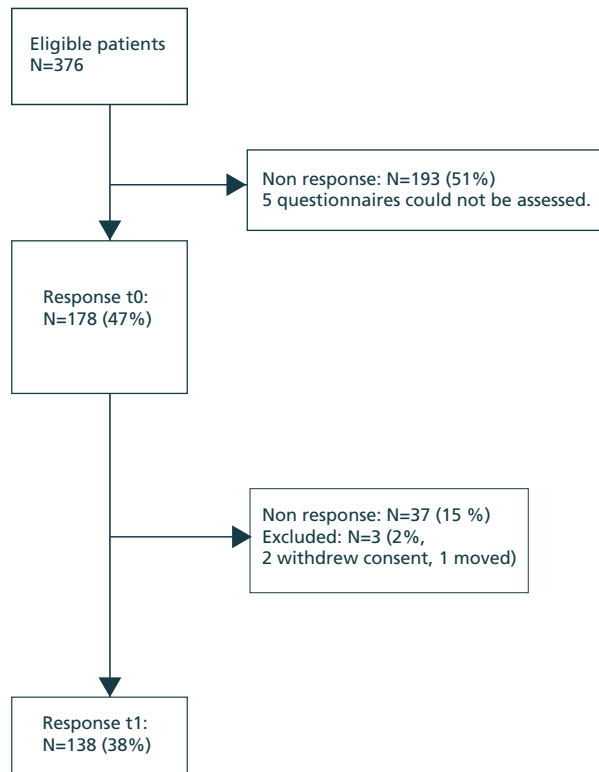 Eligible patients
N=376
Non response: N=193 (51%)
5 questionnaires could not be assessed.
Response t0:
N=178 (47%)
Non response: N=37 (15 %)
Excluded: N=3 (2%,
2 withdrew consent, 1 moved)
Response t1:
N=138 (38%)